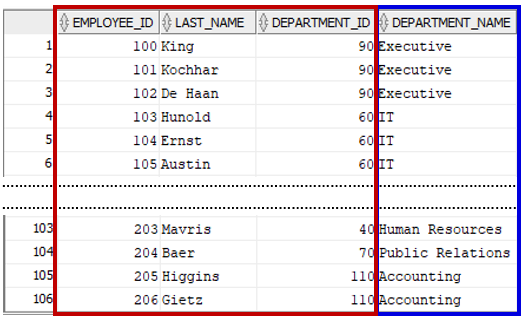 EMPLOYEE_ID LAST_NAME DEPARTMENT_ID DEPARTMENT_NAME
1 100 King 90 Executive
2 101 Kochhar 90 Executive
3 102 De Haan 90 Executive
4 103 Hunold 60 IT
5 104 Ernst 60 IT
6 105 Austin 60 IT
103 203 Mavris 40 Human Resources
104 204 Baer 70 Public Relations
105 205 Higgins 110 Accounting
106 206 Gietz 110 Accounting